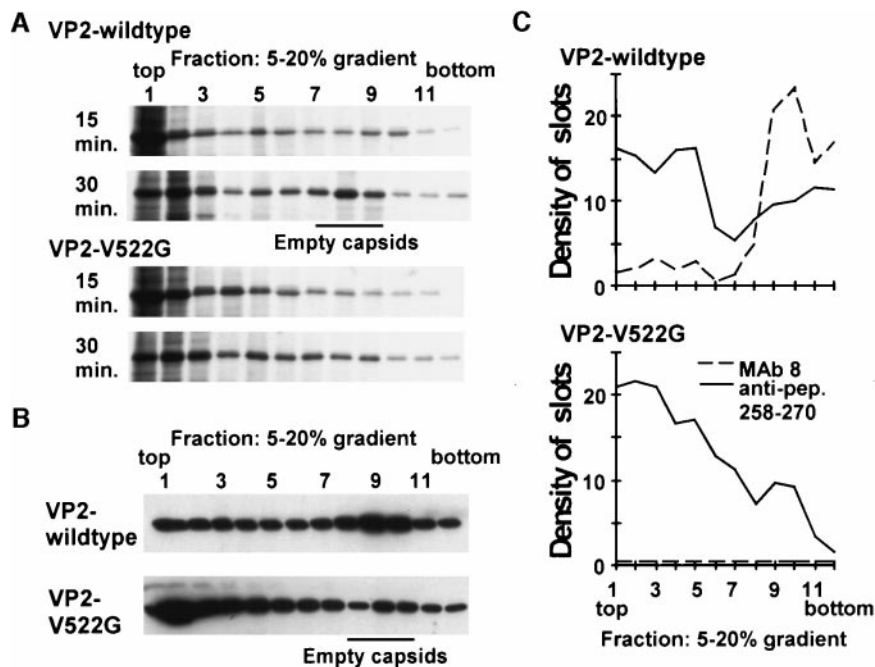 A
VP2-wildtype
Fraction: 5-20% gradient
top
bottom
1 3 5 7 9 11
15
min.
30
min.
Empty capsids
VP2-V522G
15
min.
30
min.
B
Fraction: 5-20% gradient
top
bottom
1 3 5 7 9 11
VP2-
wildtype
VP2-
V522G
Empty capsids
C
VP2-wildtype
Density of slots
20
10
0
VP2-V522G
MAb 8
anti-pep.
258-270
Density of slots
20
10
0
1 3 5 7 9 11
top
bottom
Fraction: 5-20% gradient